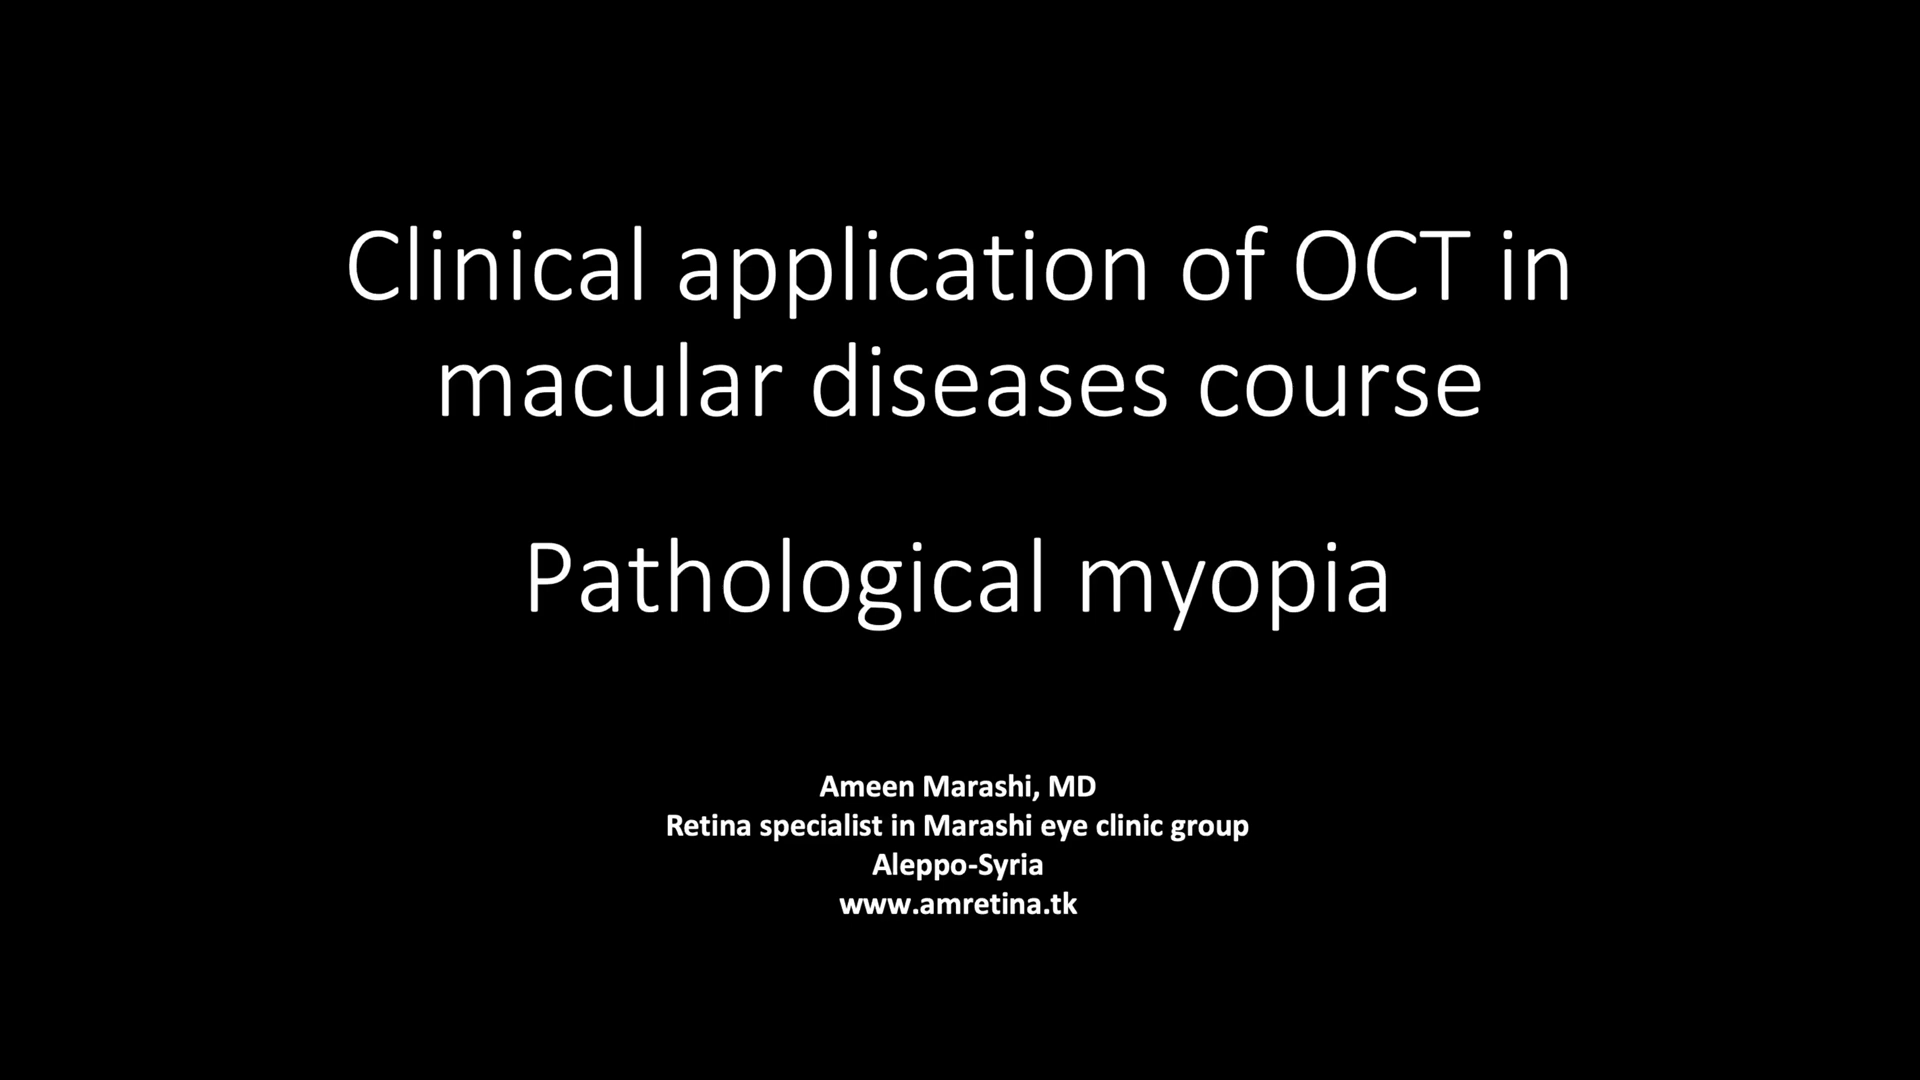 Clinical application of OCT in
macular diseases course
Pathological myopia
Ameen Marashi, MD
Retina specialist in Marashi eye clinic group
Aleppo-Syria
www.amretina.tk